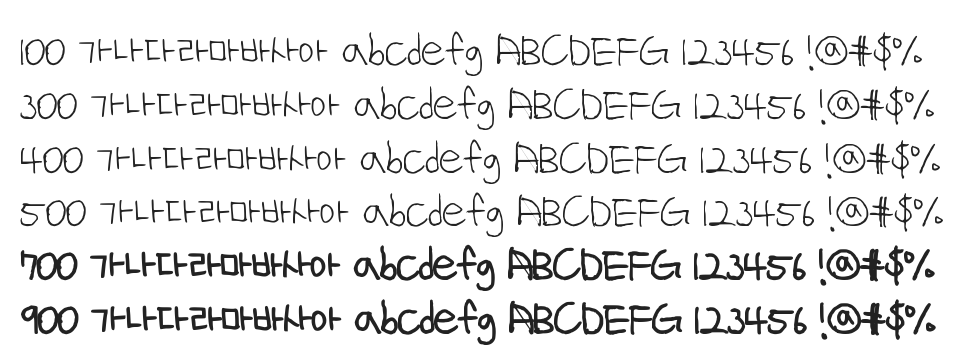 100 가나다라마바사아 abcdefg ABCDEFG 123456 !@#$%
300 가나다라마바사아 abcdefg ABCDEFG 123456 !@#$%
400 가나다라마바사아 abcdefg ABCDEFG 123456 !@#$%
500 가나다라마바사아 abcdefg ABCDEFG 123456 !@#$%
700 가나다라마바사아 abcdefg ABCDEFG 123456 !@#$%
900 가나다라마바사아 abcdefg ABCDEFG 123456 !@#$%